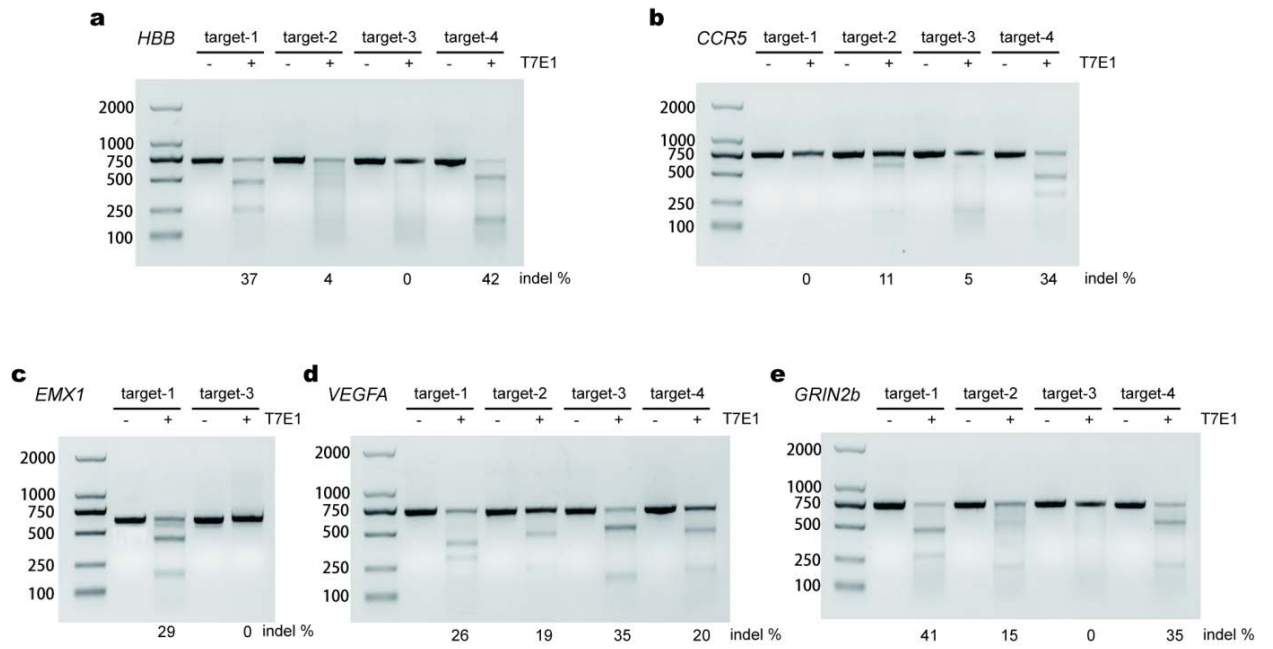 a
HBB target-1 target-2 target-3 target-4
- + - + - + - + T7E1
2000
1000
750
500
250
100
37 4 0 42 indel %
b
CCR5 target-1 target-2 target-3 target-4
- + - + - + - + T7E1
2000
1000
750
500
250
100
0 11 5 34 indel %
c
EMX1 target-1 target-3
- + - + T7E1
2000
1000
750
500
250
100
29 0 indel %
d
VEGFA target-1 target-2 target-3 target-4
- + - + - + - +
2000
1000
750
500
250
100
26 19 35 20 indel %
e
GRIN2b target-1 target-2 target-3 target-4
- + - + - + - + T7E1
2000
1000
750
500
250
100
41 15 0 35 indel %